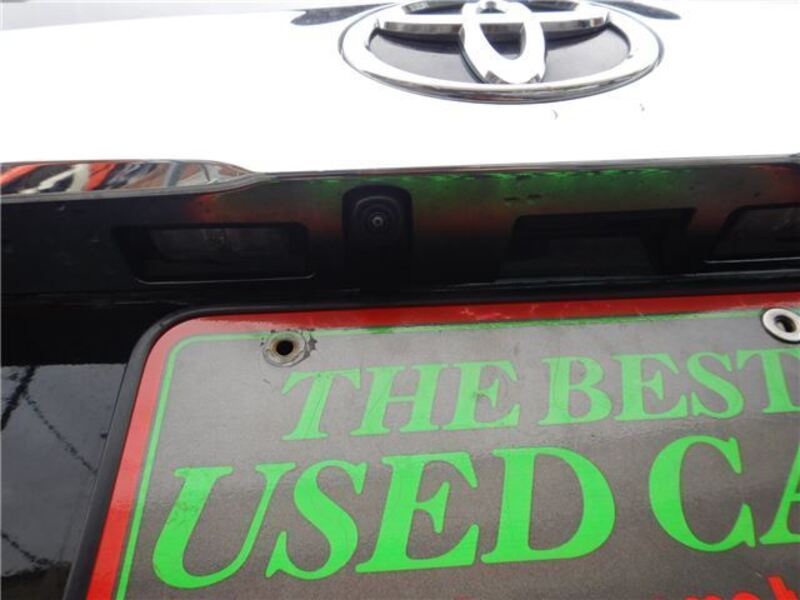 THE BEST
USED CA